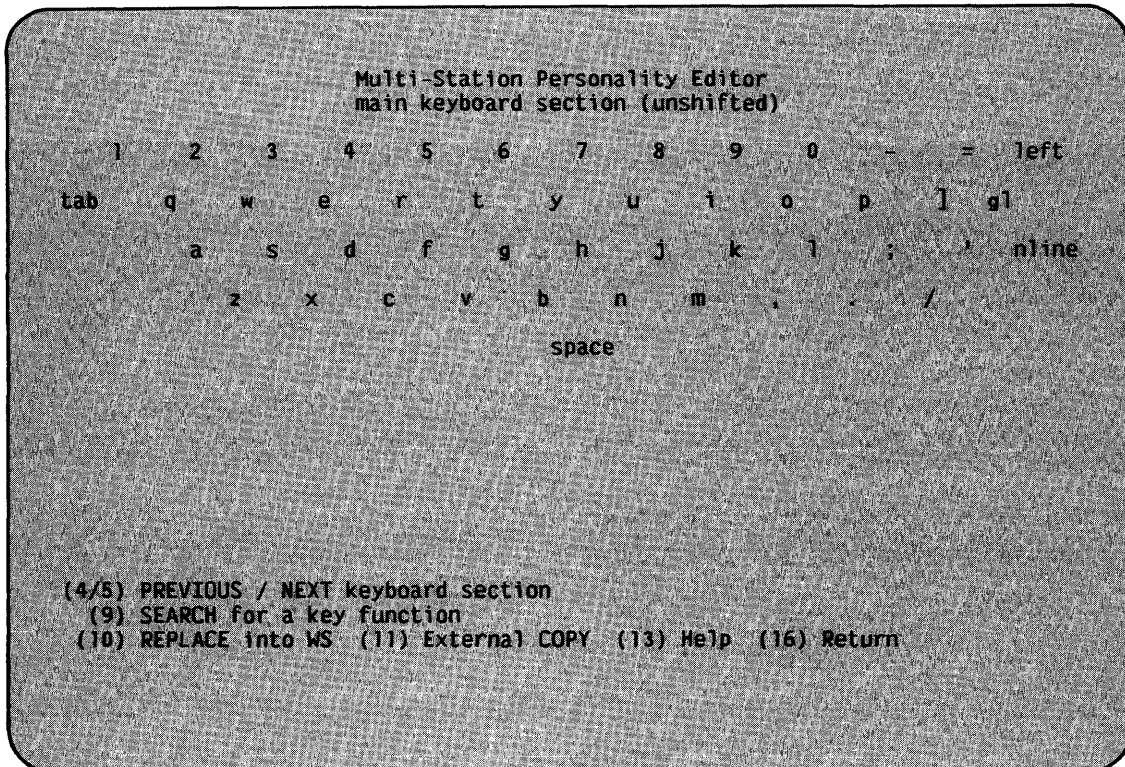 Multi-Station Personality Editor
main keyboard section (unshifted)
1 2 3 4 5 6 7 8 9 0 - = left
tab q w e r t y u i o p ] gl
a s d f g h j k l ; ' nline
z x c v b n m , . /
space
(4/5) PREVIOUS / NEXT keyboard section
(9) SEARCH for a key function
(10) REPLACE into WS (11) External COPY (13) Help (16) Return